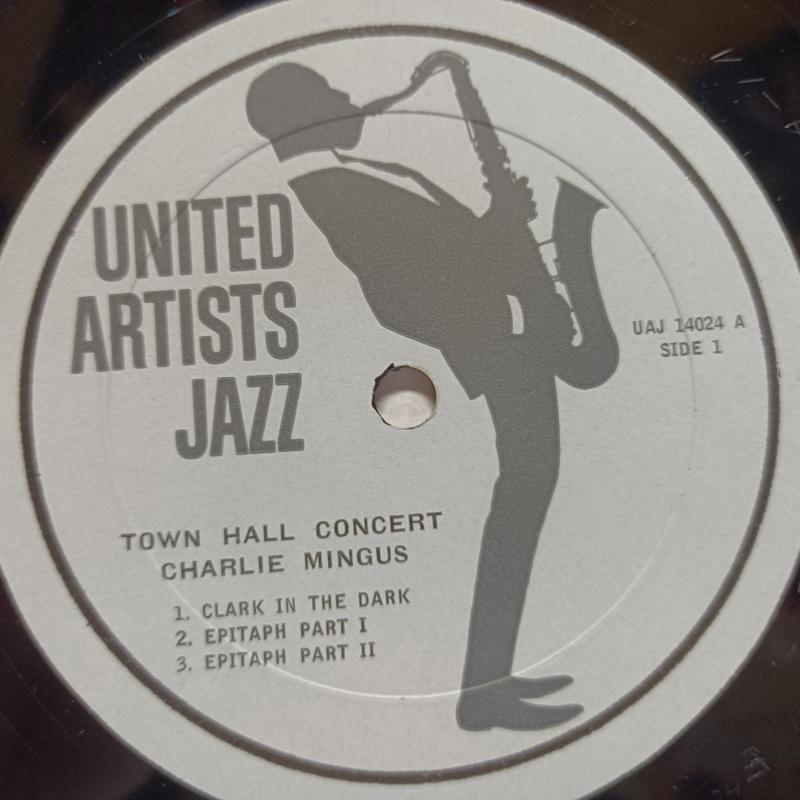 UNITED
ARTISTS
JAZZ
UAJ 14024 A
SIDE 1
TOWN HALL CONCERT
CHARLIE MINGUS
1. CLARK IN THE DARK
2. EPITAPH PART I
3. EPITAPH PART II